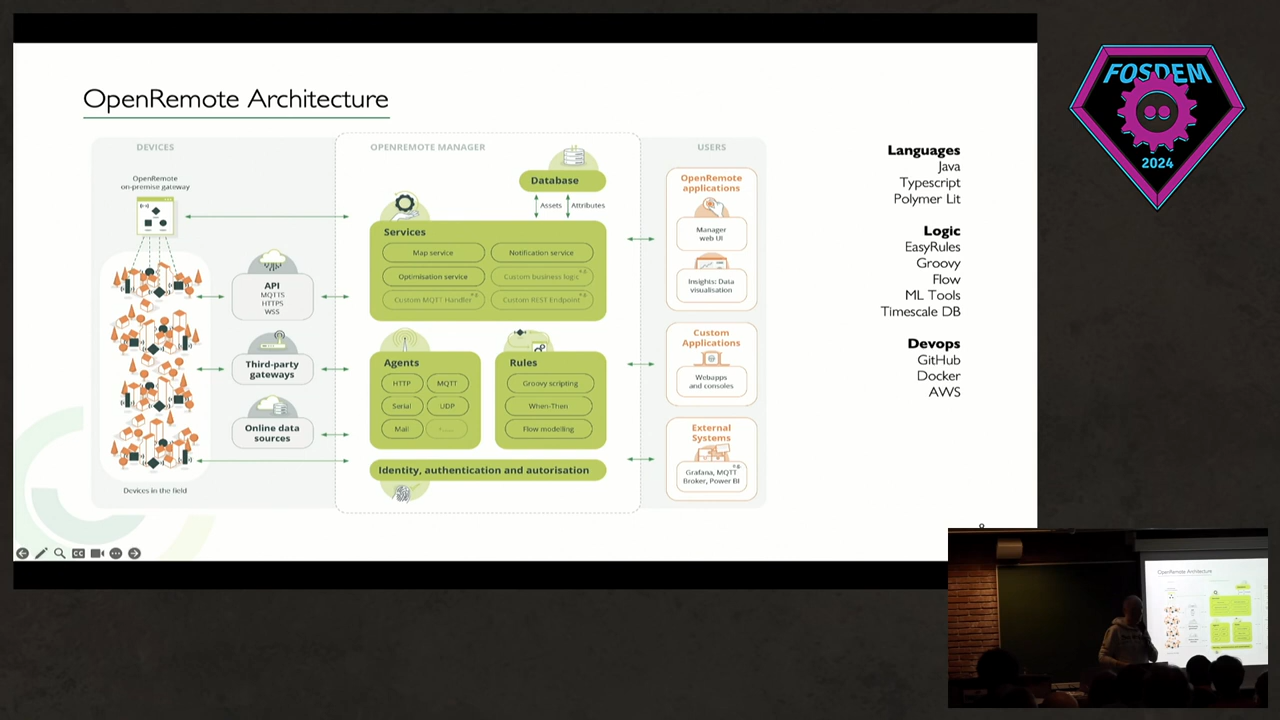 OpenRemote Architecture
DEVICES
OpenRemote
on-premise gateway
Devices in the field
API
MQTTS
HTTPS
WSS
Third-party
gateways
Online data
sources
OPENREMOTE MANAGER
Database
Assets
Attributes
Services
Map service
Notification service
Optimisation service
Custom business logic
Custom MQTT Handler
Custom REST Endpoint
Agents
HTTP
MQTT
Serial
UDP
Mail
Rules
Groovy scripting
When-Then
Flow modelling
Identity, authentication and autorisation
USERS
OpenRemote
applications
Manager
web UI
Insights: Data
visualisation
Custom
Applications
Webapps
and consoles
External
Systems
e.g.
Grafana, MQTT
Broker, Power BI
Languages
Java
Typescript
Polymer Lit
Logic
EasyRules
Groovy
Flow
ML Tools
Timescale DB
Devops
GitHub
Docker
AWS
CC
FOSDEM
2024
OpenRemote Architecture